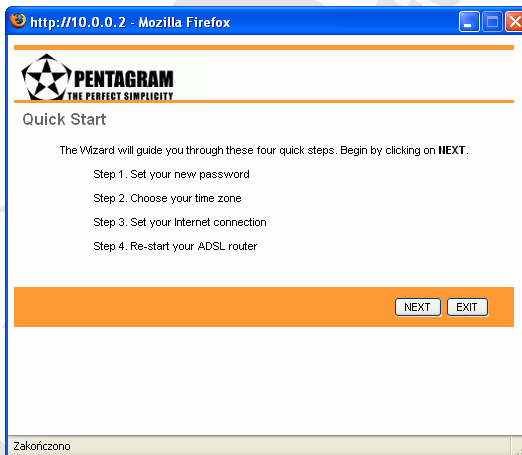 http://10.0.0.2 - Mozilla Firefox
PENTAGRAM
THE PERFECT SIMPLICITY
Quick Start
The Wizard will guide you through these four quick steps. Begin by clicking on NEXT.
Step 1. Set your new password
Step 2. Choose your time zone
Step 3. Set your Internet connection
Step 4. Re-start your ADSL router
NEXT EXIT
Zakończono